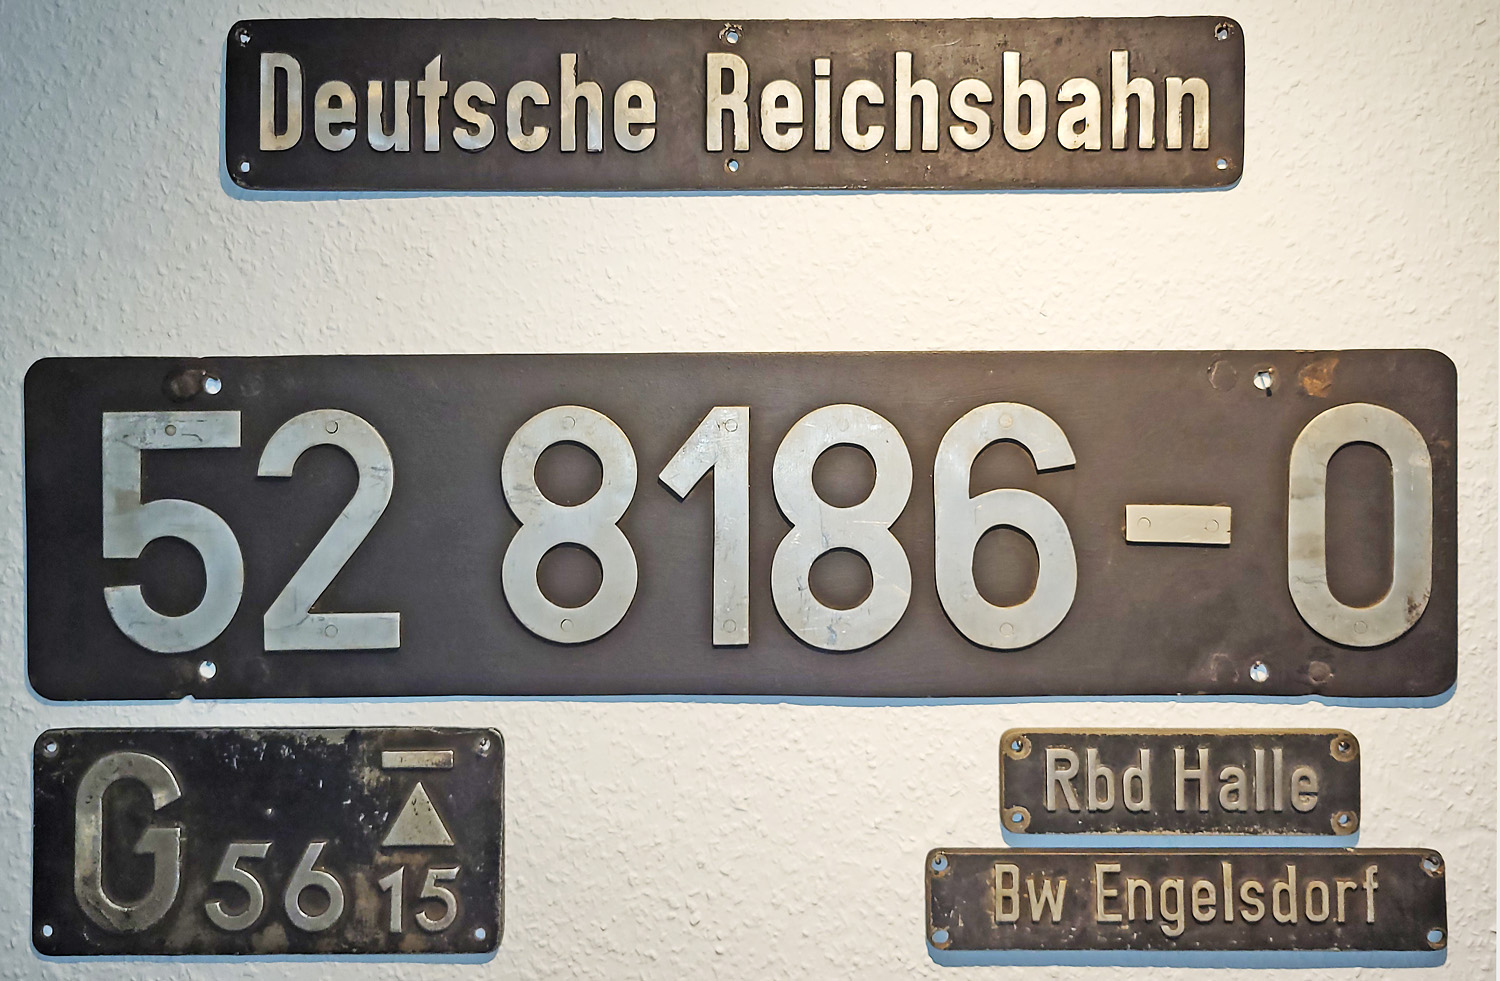 Deutsche Reichsbahn
52 8186-0
G 56 15
Rbd Halle
Bw Engelsdorf